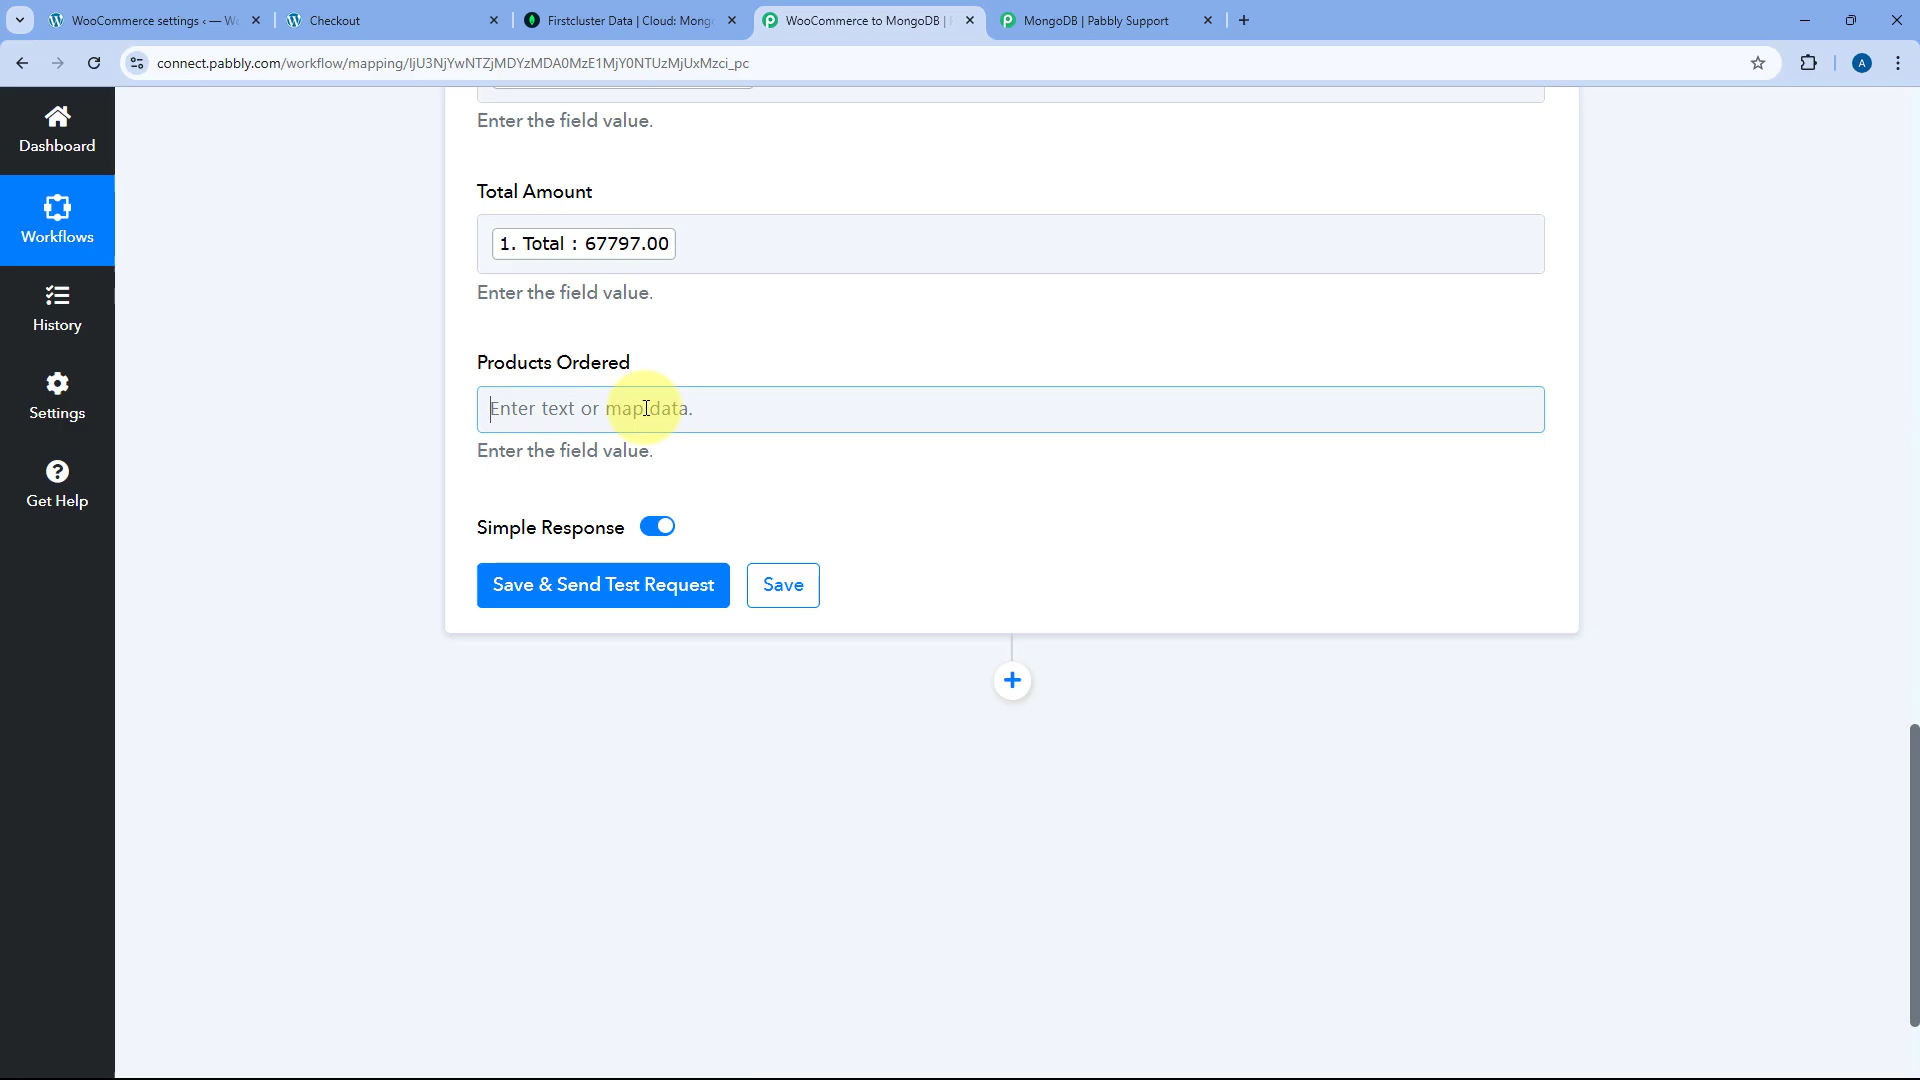 WooCommerce settings ‹ — W
Checkout
Firstcluster Data | Cloud: Mong
WooCommerce to MongoDB |
MongoDB | Pabbly Support
connect.pabbly.com/workflow/mapping/IjU3NjYwNTZjMDYzMDA0MzE1MjY0NTUzMjUxMzci_pc
A
Dashboard
Workflows
History
Settings
Get Help
Enter the field value.
Total Amount
1. Total : 67797.00
Enter the field value.
Products Ordered
Enter text or map data.
Enter the field value.
Simple Response
Save & Send Test Request
Save